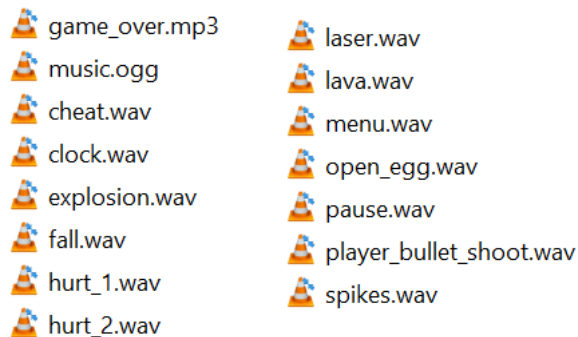 game_over.mp3
music.ogg
cheat.wav
clock.wav
explosion.wav
fall.wav
hurt_1.wav
hurt_2.wav
laser.wav
lava.wav
menu.wav
open_egg.wav
pause.wav
player_bullet_shoot.wav
spikes.wav